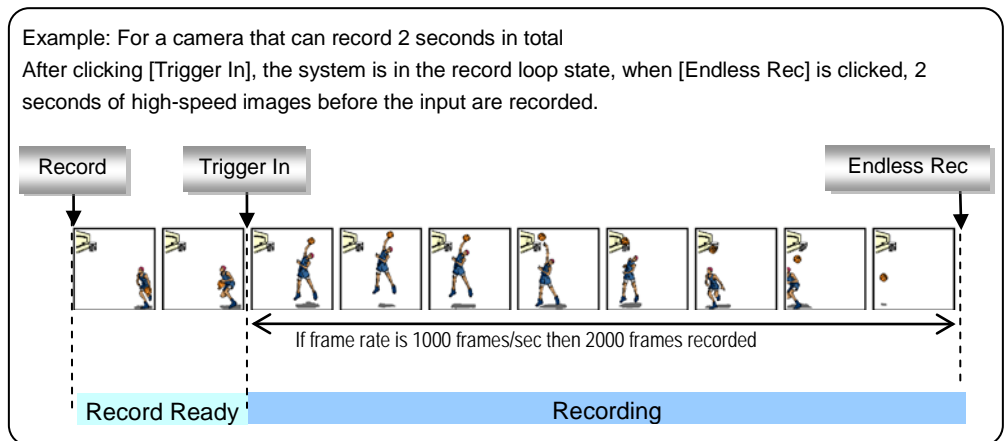 Example: For a camera that can record 2 seconds in total
After clicking [Trigger In], the system is in the record loop state, when [Endless Rec] is clicked, 2
seconds of high-speed images before the input are recorded.
Record
Trigger In
Endless Rec
If frame rate is 1000 frames/sec then 2000 frames recorded
Record Ready
Recording